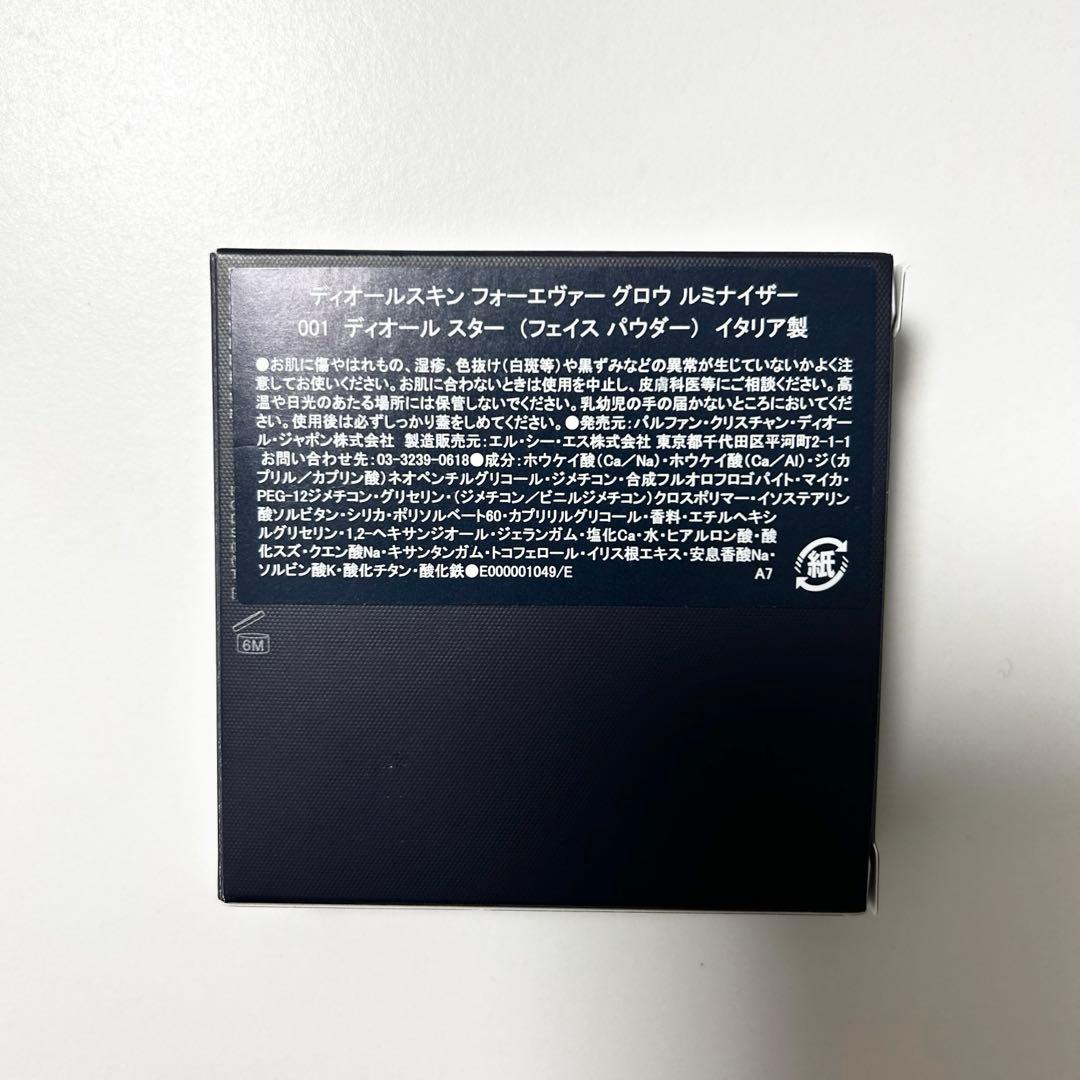 ディオールスキン フォーエヴァー グロウ ルミナイザー
001 ディオール スター (フェイス パウダー) イタリア製
●お肌に傷やはれもの、湿疹、色抜け(白斑等)や黒ずみなどの異常が生じていないかよく注
意してお使いください。お肌に合わないときは使用を中止し、皮膚科医等にご相談ください。高
温や日光のあたる場所には保管しないでください。乳幼児の手の届かないところにおいてくだ
さい。使用後は必ずしっかり蓋をしめてください。●発売元:パルファン・クリスチャン・ディオー
ル・ジャポン株式会社 製造販売元:エル・シー・エス株式会社 東京都千代田区平河町2-1-1
お問い合わせ先:03-3239-0618●成分:ホウケイ酸(Ca/Na)・ホウケイ酸(Ca/Al)・ジ(カ
プリル/カプリン酸)ネオペンチルグリコール・ジメチコン・合成フルオロフロゴパイト・マイカ・
PEG-12ジメチコン・グリセリン・(ジメチコン/ビニルジメチコン)クロスポリマー・イソステアリン
酸ソルビタン・シリカ・ポリソルベート60・カプリリルグリコール・香料・エチルヘキシ
ルグリセリン・1,2-ヘキサンジオール・ジェランガム・塩化Ca・水・ヒアルロン酸・酸
化スズ・クエン酸Na・キサンタンガム・トコフェロール・イリス根エキス・安息香酸Na・
ソルビン酸K・酸化チタン・酸化鉄●E000001049/E A7
紙
6M